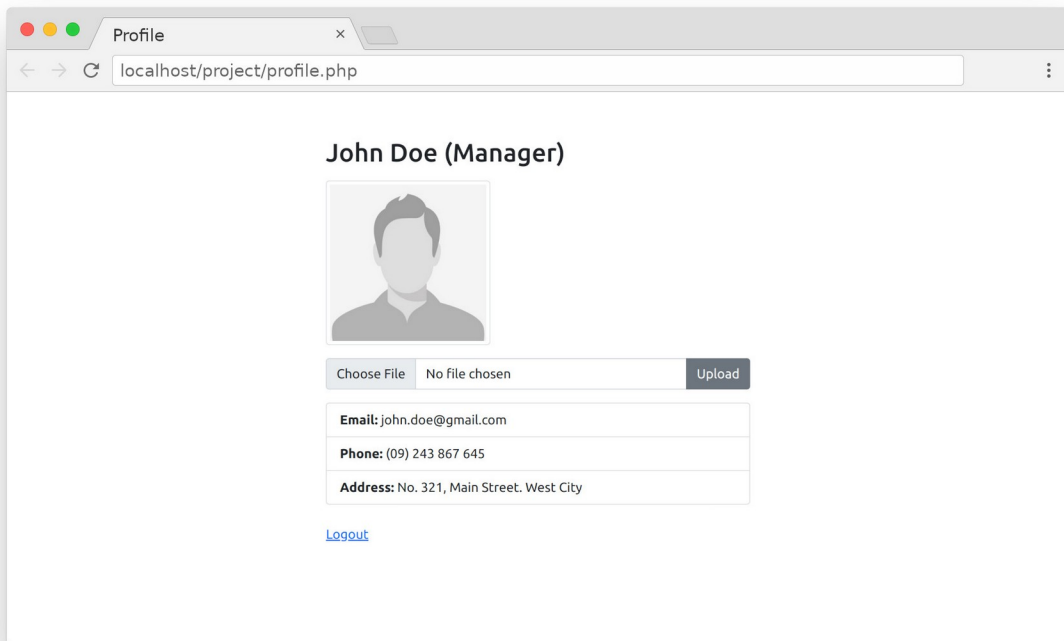 Profile
localhost/project/profile.php
John Doe (Manager)
Choose File No file chosen Upload
Email: john.doe@gmail.com
Phone: (09) 243 867 645
Address: No. 321, Main Street. West City
Logout